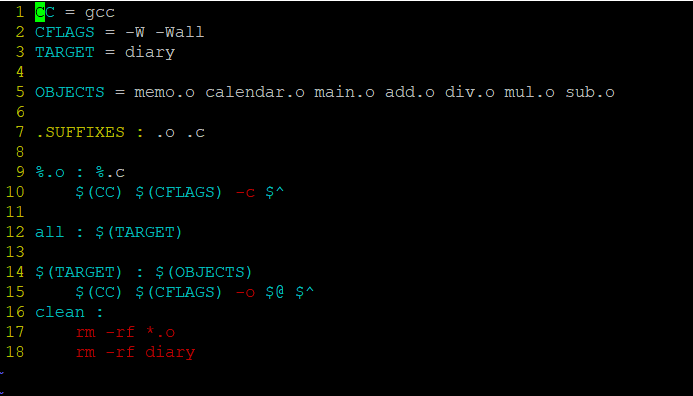 1 CC = gcc
2 CFLAGS = -W -Wall
3 TARGET = diary
4
5 OBJECTS = memo.o calendar.o main.o add.o div.o mul.o sub.o
6
7 .SUFFIXES : .o .c
8
9 %.o : %.c
10     $(CC) $(CFLAGS) -c $^
11
12 all : $(TARGET)
13
14 $(TARGET) : $(OBJECTS)
15     $(CC) $(CFLAGS) -o $@ $^
16 clean :
17     rm -rf *.o
18     rm -rf diary
~
~